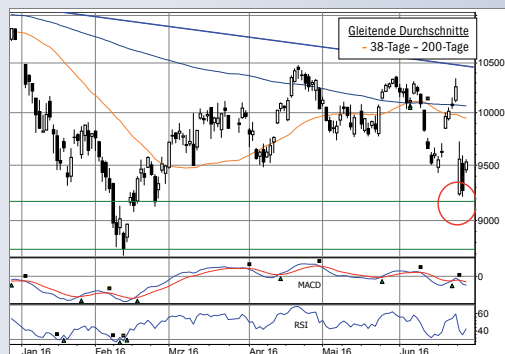 Gleitende Durchschnitte
- 38-Tage - 200-Tage
10500
10000
9500
9000
0
MACD
60
40
RSI
Jan 16
Feb 16
Mrz 16
Apr 16
Mai 16
Jun 16